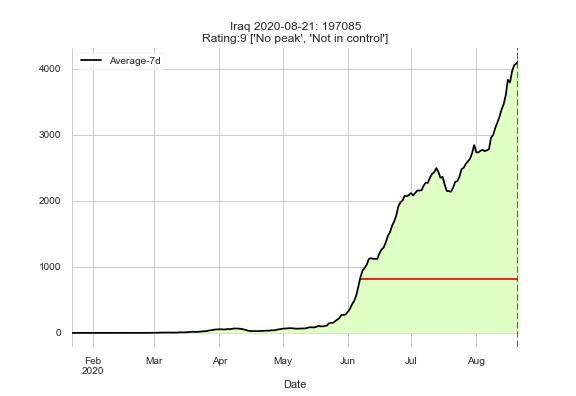 Iraq 2020-08-21: 197085
Rating:9 ['No peak', 'Not in control']
Average-7d
4000
3000
2000
1000
0
Feb Mar Apr May Jun Jul Aug
2020
Date